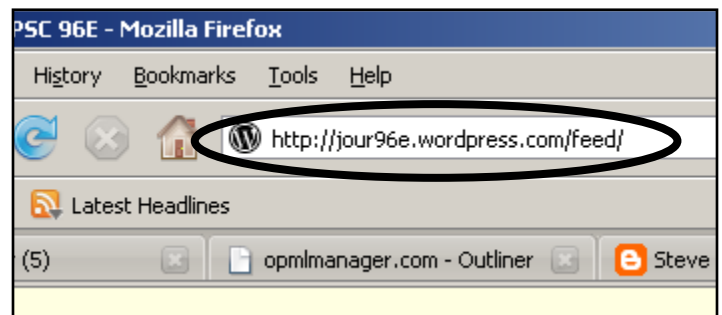 PSC 96E - Mozilla Firefox
History Bookmarks Tools Help
http://jour96e.wordpress.com/feed/
Latest Headlines
(5) opmlmanager.com - Outliner Steve